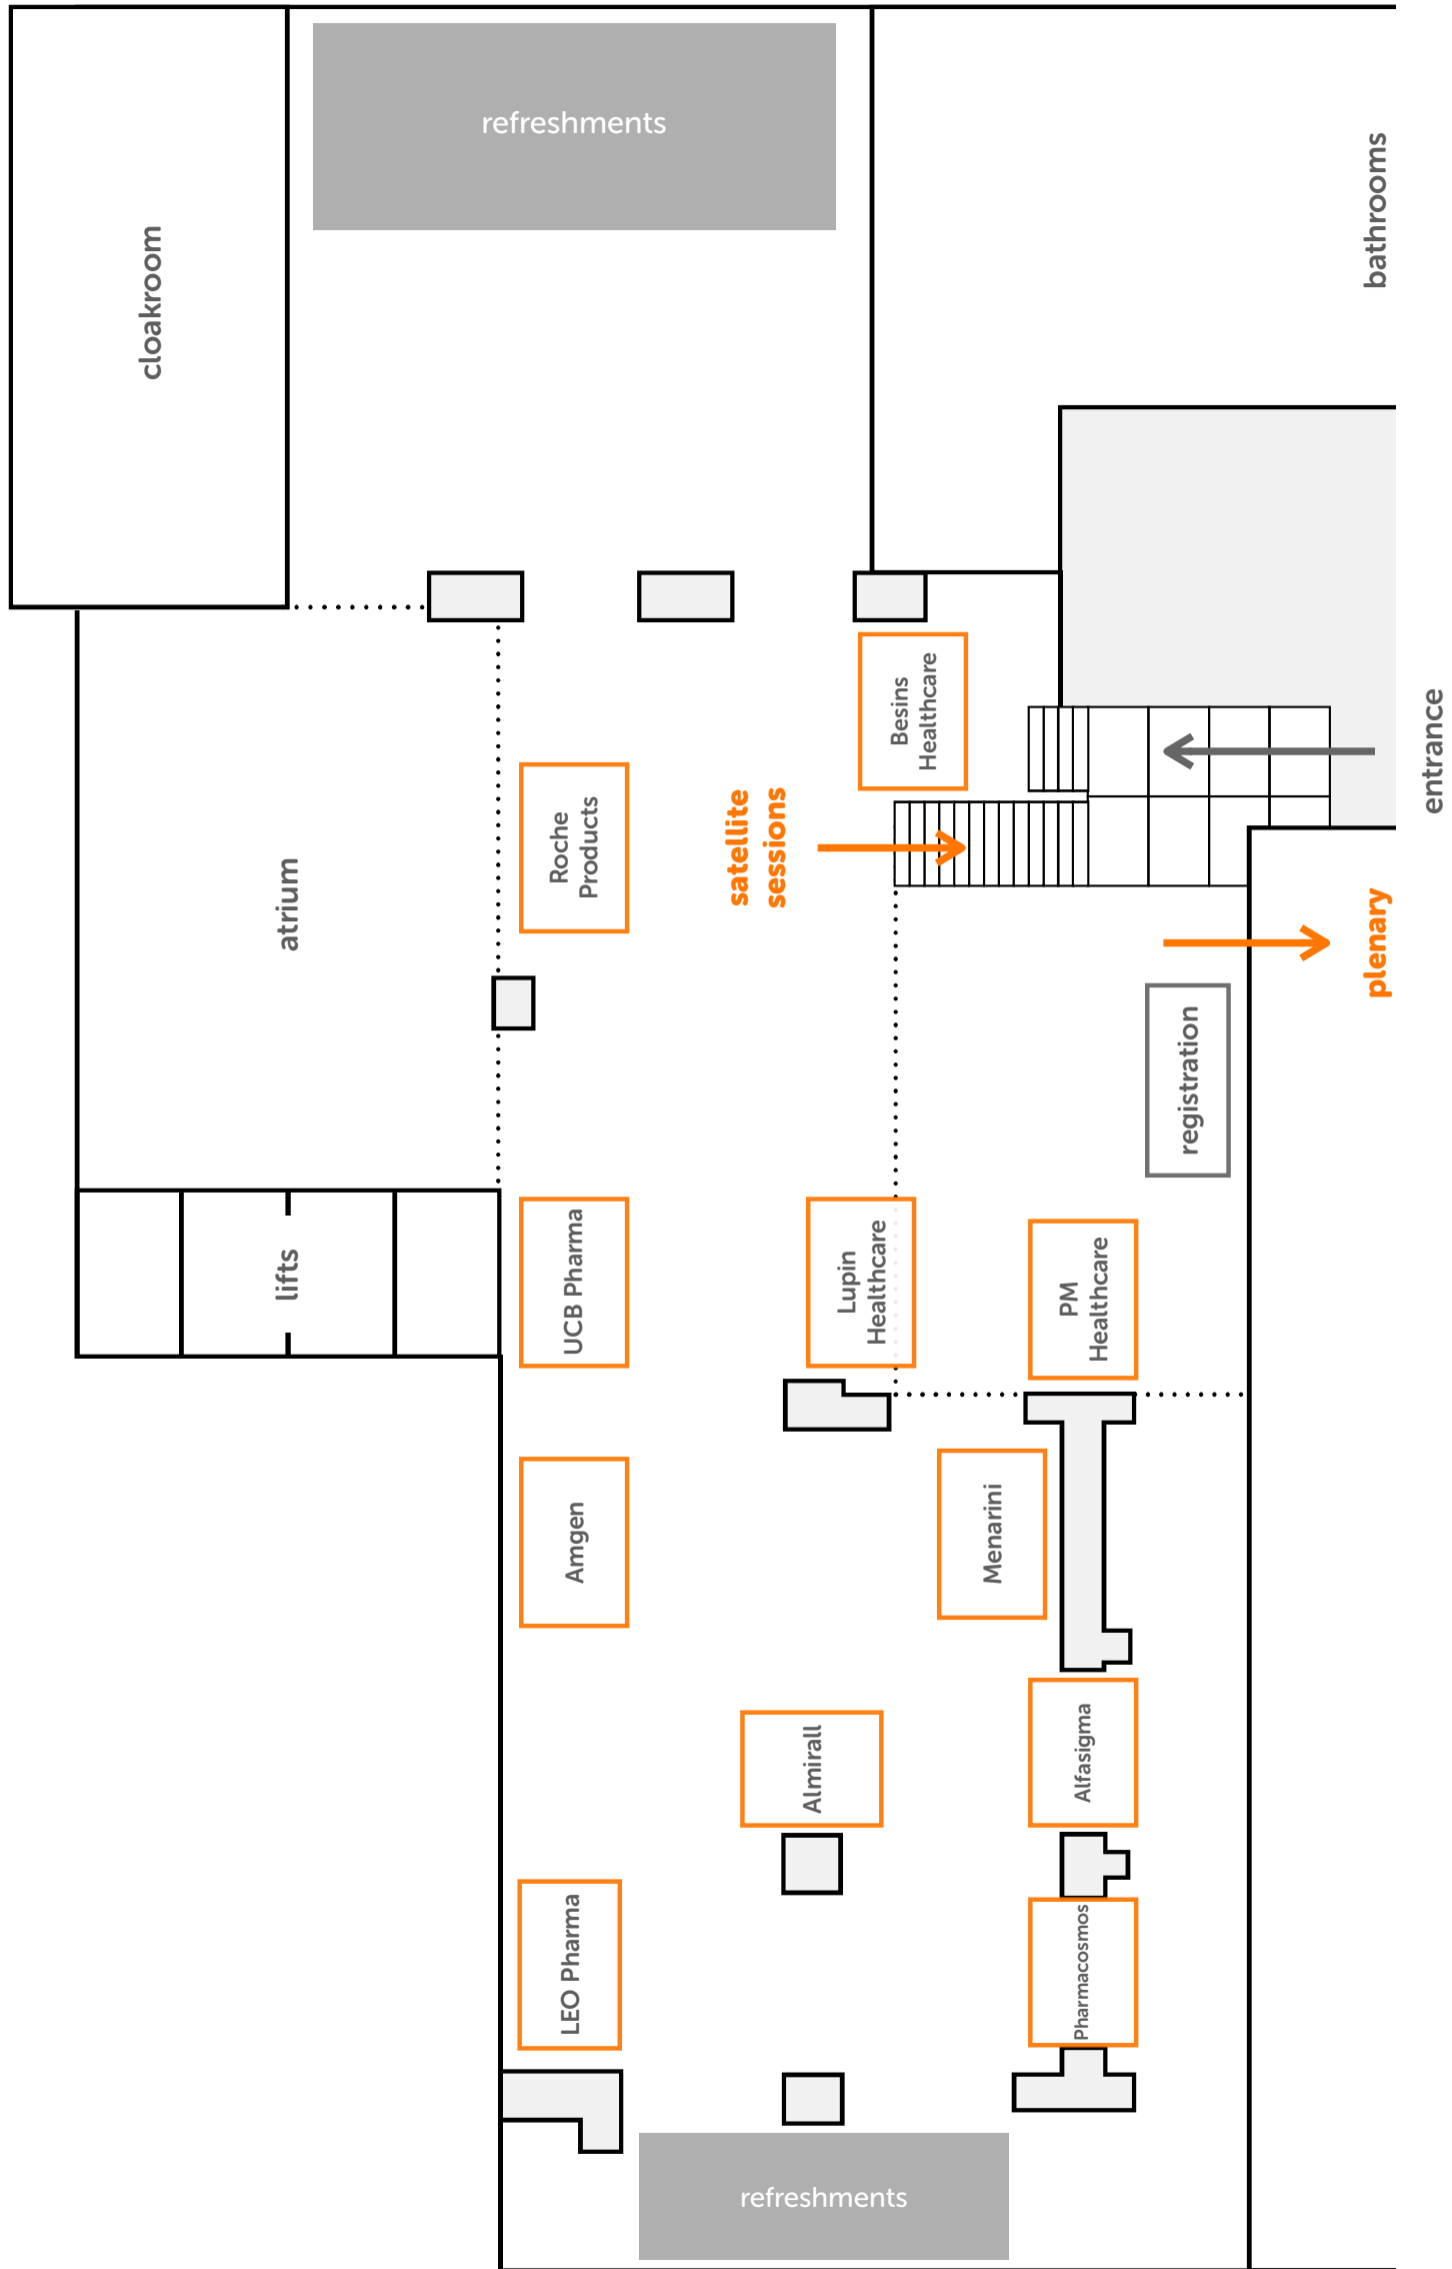 refreshments
cloakroom
bathrooms
entrance
Besins
Healthcare
Roche
Products
satellite
sessions
atrium
plenary
registration
lifts
UCB Pharma
Lupin
Healthcare
PM
Healthcare
Amgen
Menarini
Almirall
Alfasigma
LEO Pharma
Pharmacosmos
refreshments